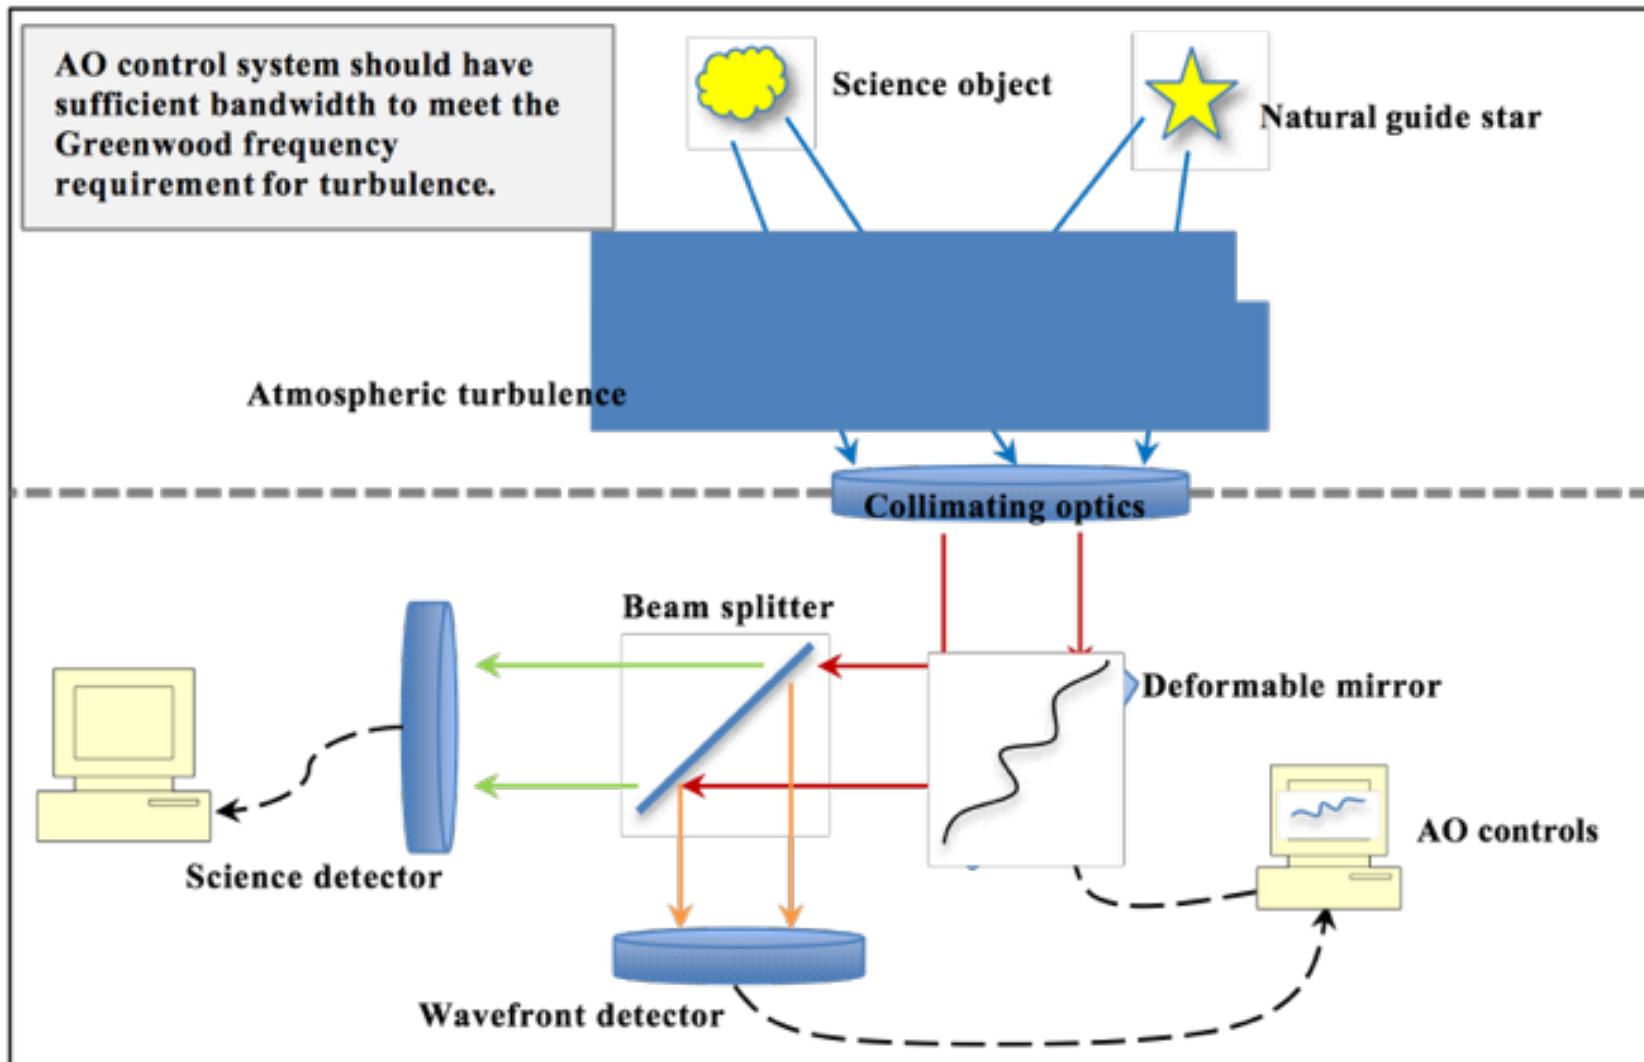 AO control system should have
sufficient bandwidth to meet the
Greenwood frequency
requirement for turbulence.
Science object
Natural guide star
Atmospheric turbulence
Collimating optics
Beam splitter
Deformable mirror
AO controls
Science detector
Wavefront detector